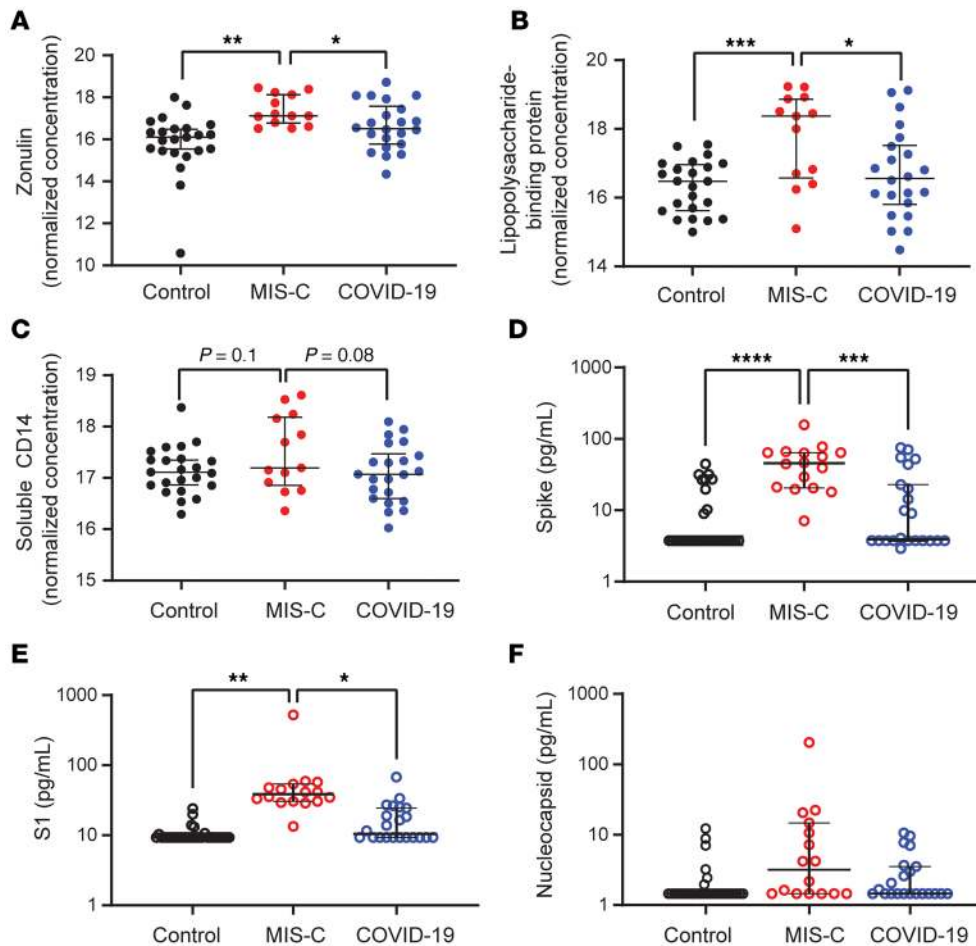 A
Zonulin
(normalized concentration)
20
18
16
14
12
10
**
*
Control
MIS-C
COVID-19
B
Lipopolysaccharide-
binding protein
(normalized concentration)
20
18
16
14
***
*
Control
MIS-C
COVID-19
C
Soluble CD14
(normalized concentration)
19
18
17
16
15
P = 0.1
P = 0.08
Control
MIS-C
COVID-19
D
Spike (pg/mL)
1000
100
10
1
****
***
Control
MIS-C
COVID-19
E
S1 (pg/mL)
1000
100
10
1
**
*
Control
MIS-C
COVID-19
F
Nucleocapsid (pg/mL)
1000
100
10
1
Control
MIS-C
COVID-19